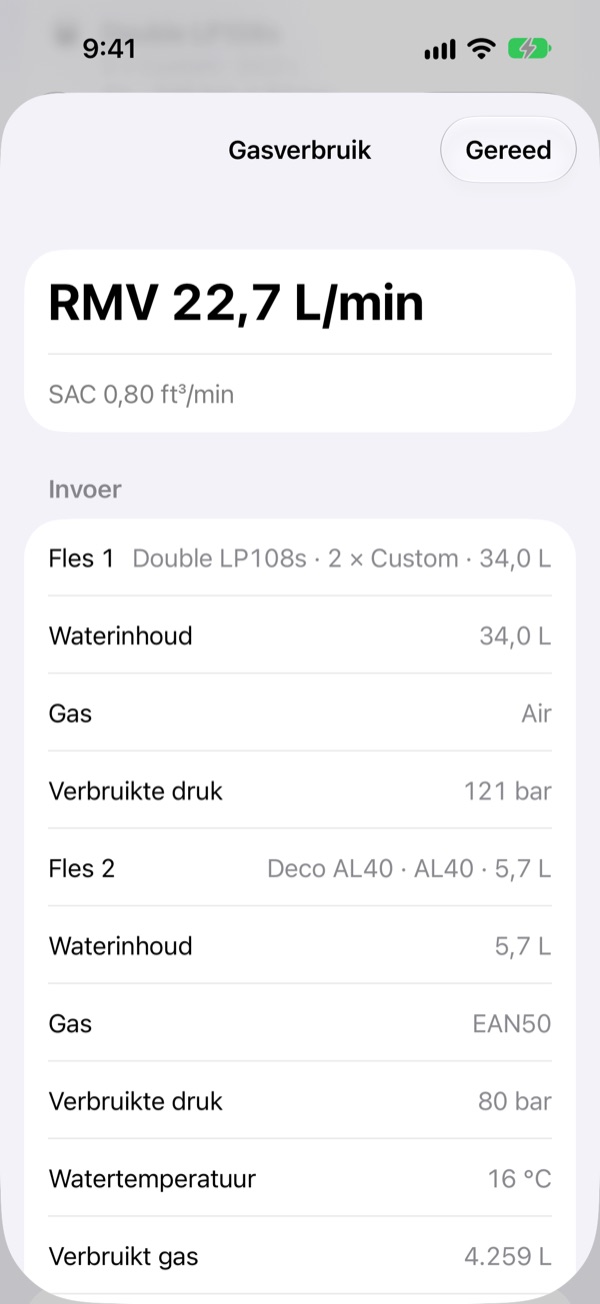 9:41
Gasverbruik
Gereed
RMV 22,7 L/min
SAC 0,80 ft³/min
Invoer
Fles 1 Double LP108s · 2 × Custom · 34,0 L
Waterinhoud 34,0 L
Gas Air
Verbruikte druk 121 bar
Fles 2 Deco AL40 · AL40 · 5,7 L
Waterinhoud 5,7 L
Gas EAN50
Verbruikte druk 80 bar
Watertemperatuur 16 °C
Verbruikt gas 4.259 L